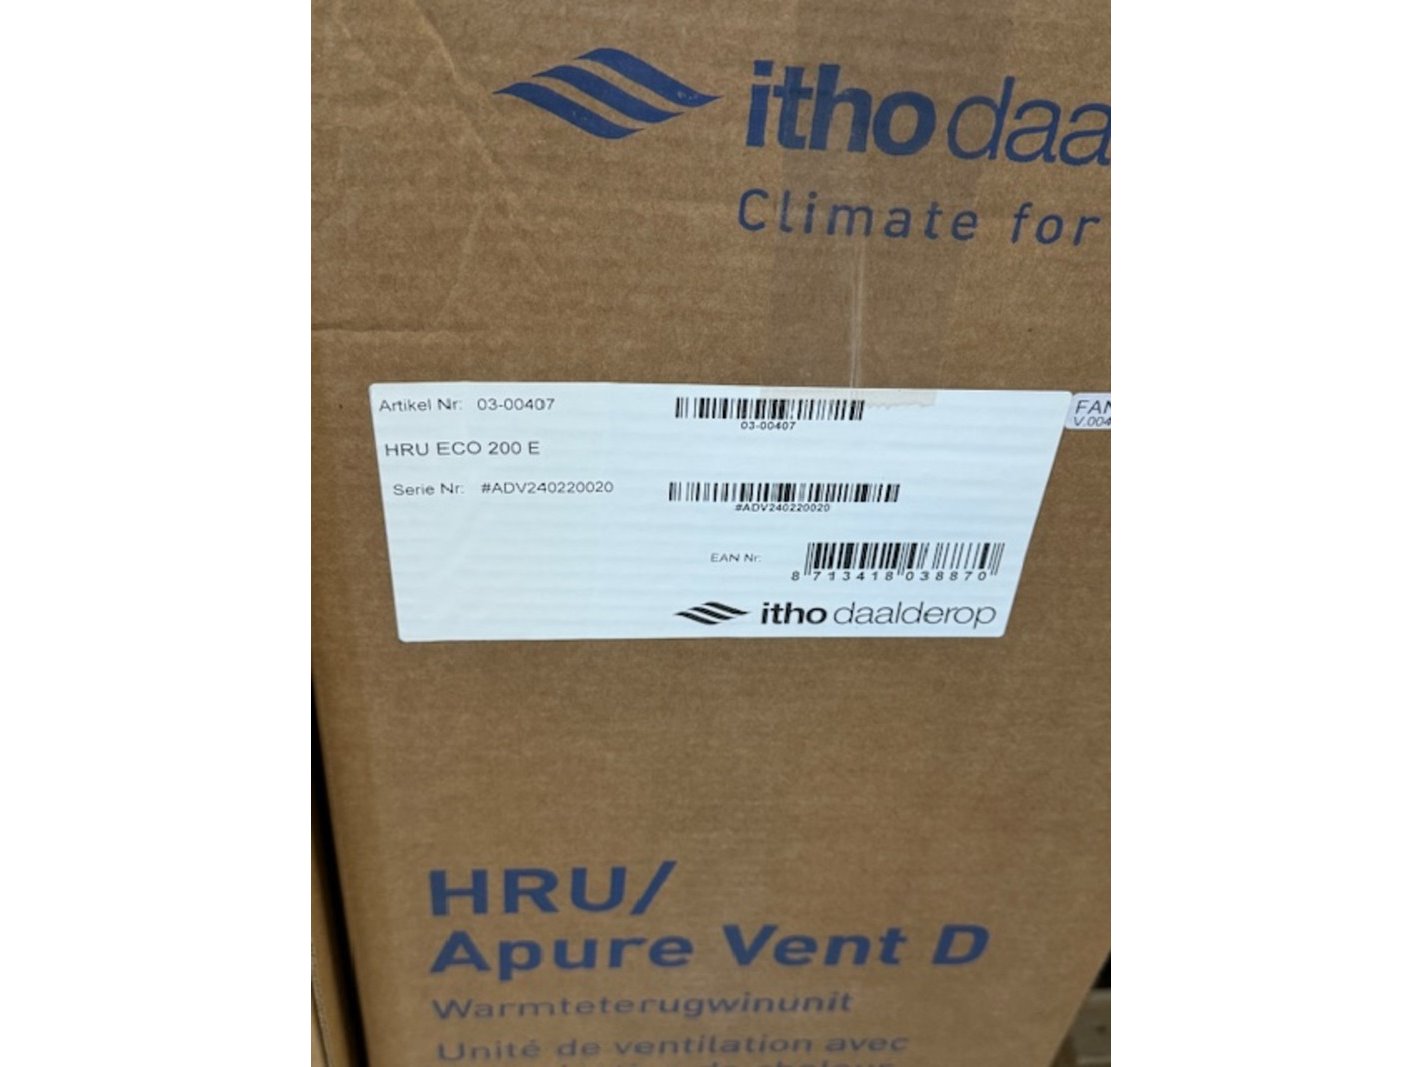 itho daa
Climate for
Artikel Nr: 03-00407
03-00407
HRU ECO 200 E
Serie Nr: #ADV240220020
#ADV240220020
EAN Nr:
8 713418 038870
itho daalderop
FAN
V.004
HRU/
Apure Vent D
Warmteterugwinunit
Unité de ventilation avec